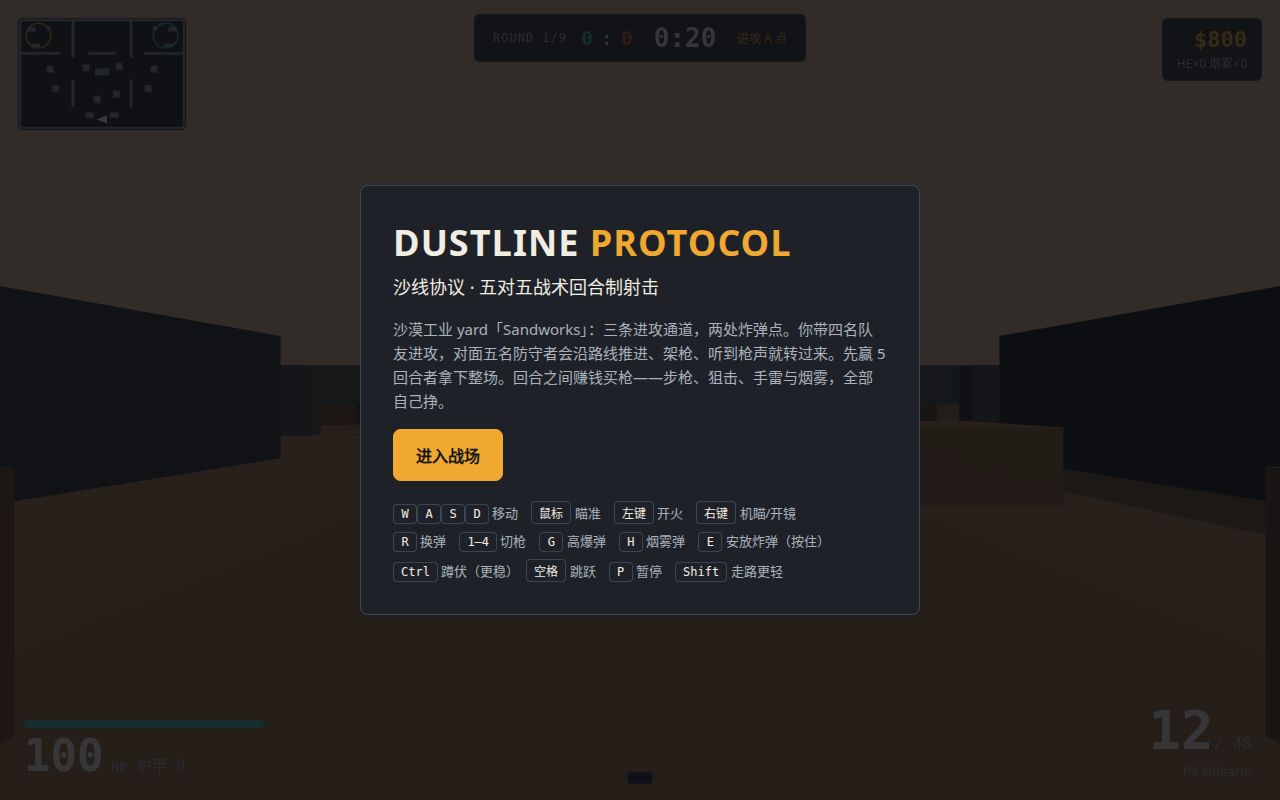 ROUND 1/9 0 : 0 0:20 进攻 A 点
$800
HE×0 烟雾×0
DUSTLINE PROTOCOL
沙线协议 · 五对五战术回合制射击
沙漠工业 yard「Sandworks」：三条进攻通道，两处炸弹点。你带四名队
友进攻，对面五名防守者会沿路线推进、架枪、听到枪声就转过来。先赢 5
回合者拿下整场。回合之间赚钱买枪——步枪、狙击、手雷与烟雾，全部
自己挣。
进入战场
W A S D 移动 鼠标 瞄准 左键 开火 右键 机瞄/开镜
R 换弹 1–4 切枪 G 高爆弹 H 烟雾弹 E 安放炸弹（按住）
Ctrl 蹲伏（更稳） 空格 跳跃 P 暂停 Shift 走路更轻
100 HP 护甲 0
12 / 48
P9 Sidearm